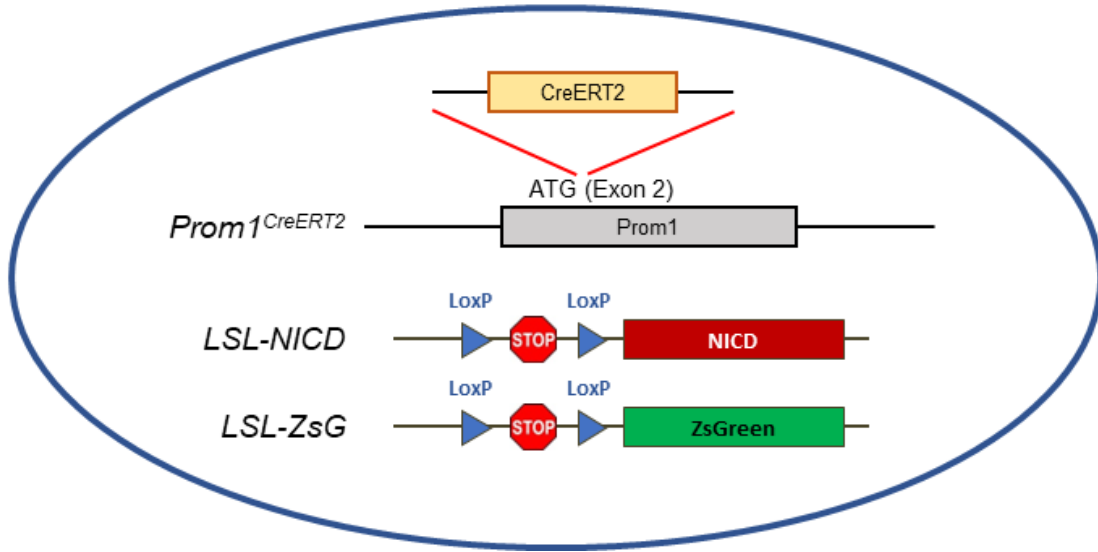 CreERT2
ATG (Exon 2)
Prom1CreERT2
Prom1
LoxP LoxP
LSL-NICD
STOP
NICD
LoxP LoxP
LSL-ZsG
STOP
ZsGreen